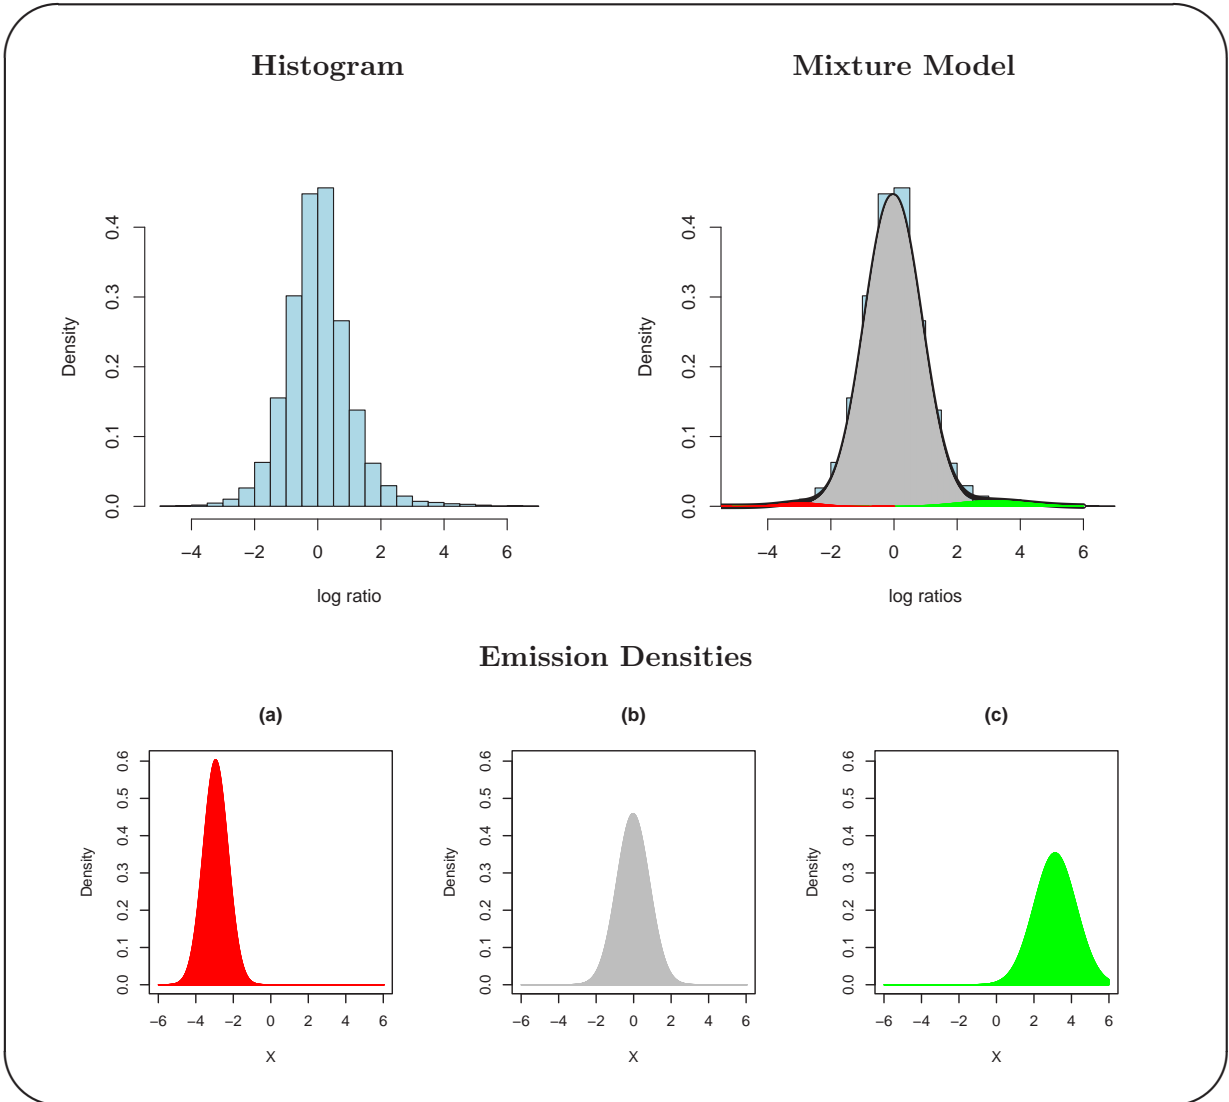 Histogram
Mixture Model
Density
0.0 0.1 0.2 0.3 0.4
−4 −2 0 2 4 6
log ratio
Density
0.0 0.1 0.2 0.3 0.4
−4 −2 0 2 4 6
log ratios
Emission Densities
(a)
Density
0.0 0.1 0.2 0.3 0.4 0.5 0.6
−6 −4 −2 0 2 4 6
X
(b)
Density
0.0 0.1 0.2 0.3 0.4 0.5 0.6
−6 −4 −2 0 2 4 6
X
(c)
Density
0.0 0.1 0.2 0.3 0.4 0.5 0.6
−6 −4 −2 0 2 4 6
X